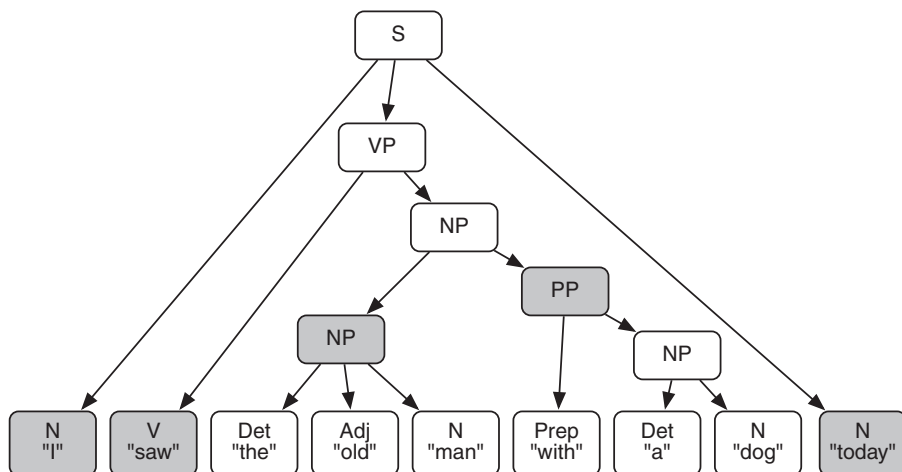 S
VP
NP
PP
NP
NP
N
"I"
V
"saw"
Det
"the"
Adj
"old"
N
"man"
Prep
"with"
Det
"a"
N
"dog"
N
"today"